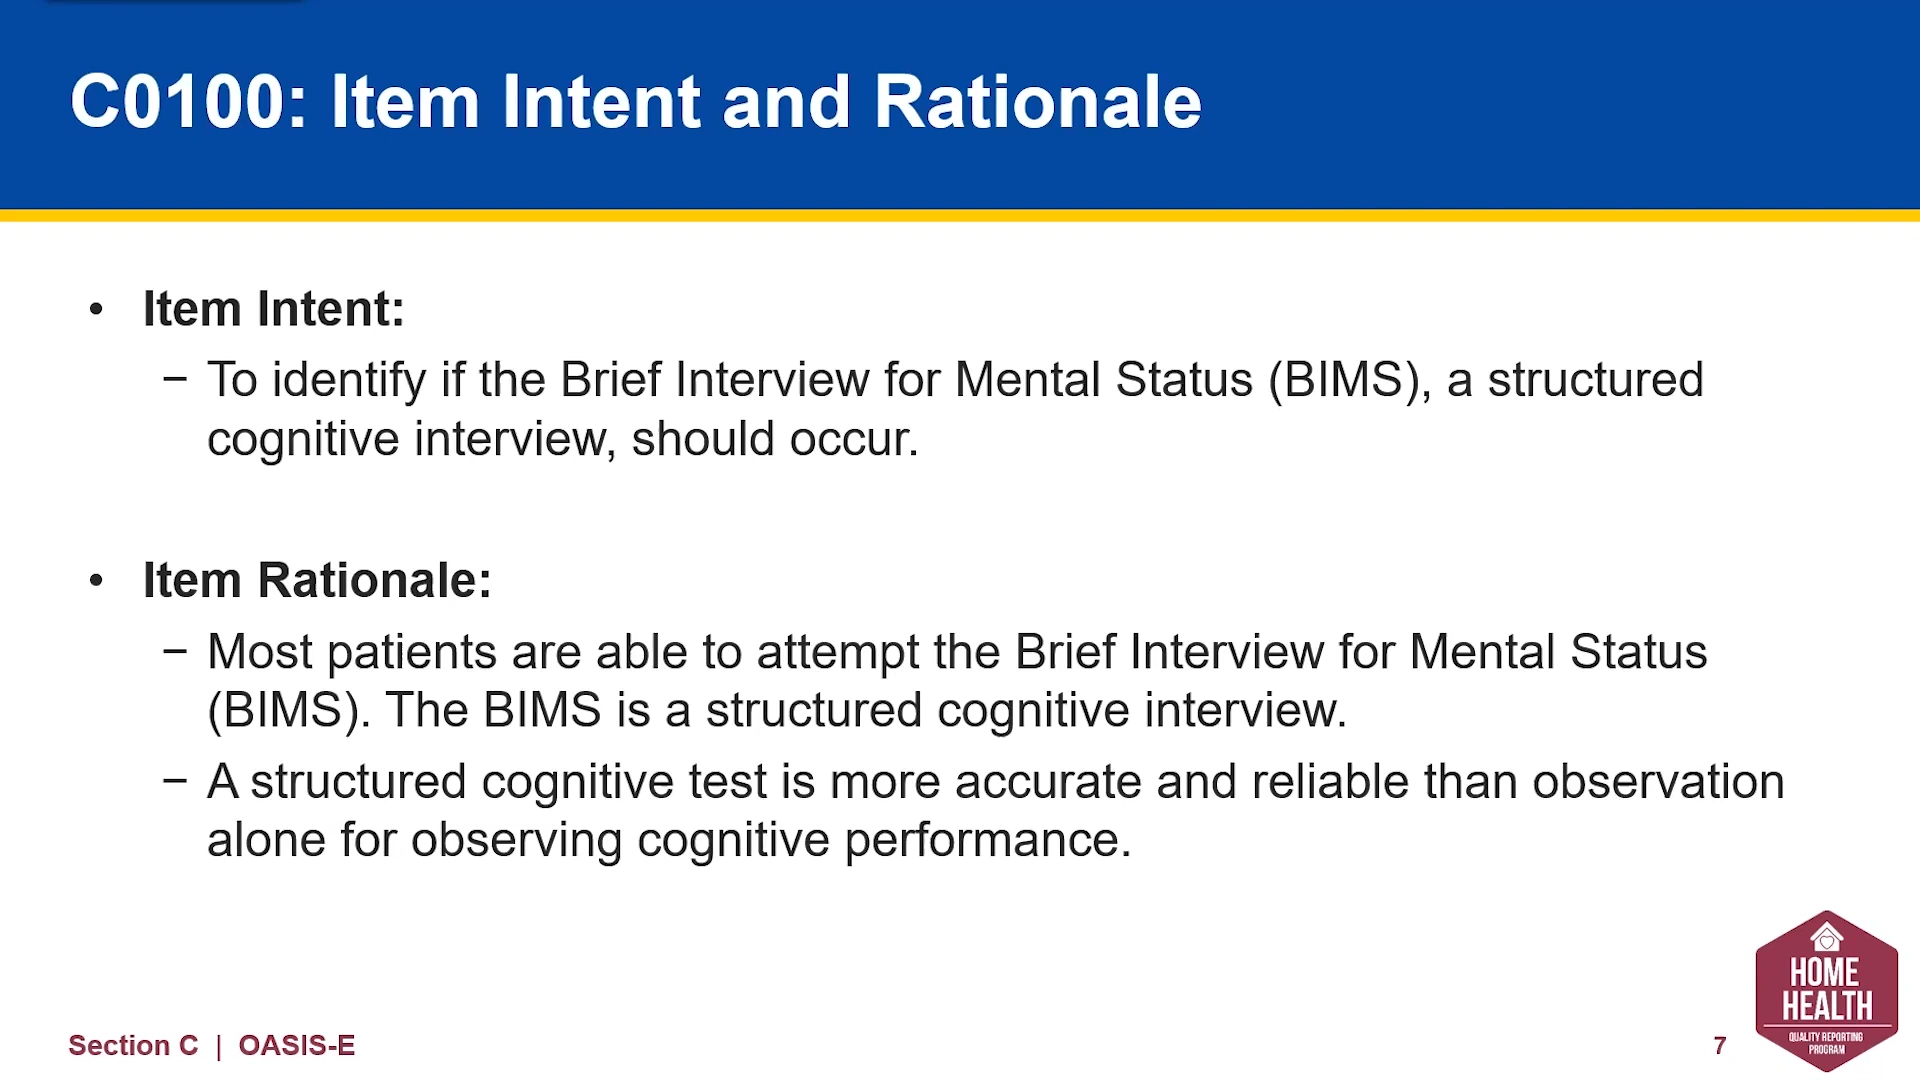 C0100: Item Intent and Rationale
• Item Intent:
− To identify if the Brief Interview for Mental Status (BIMS), a structured
cognitive interview, should occur.
• Item Rationale:
− Most patients are able to attempt the Brief Interview for Mental Status
(BIMS). The BIMS is a structured cognitive interview.
− A structured cognitive test is more accurate and reliable than observation
alone for observing cognitive performance.
Section C | OASIS-E
7
HOME
HEALTH
QUALITY REPORTING
PROGRAM